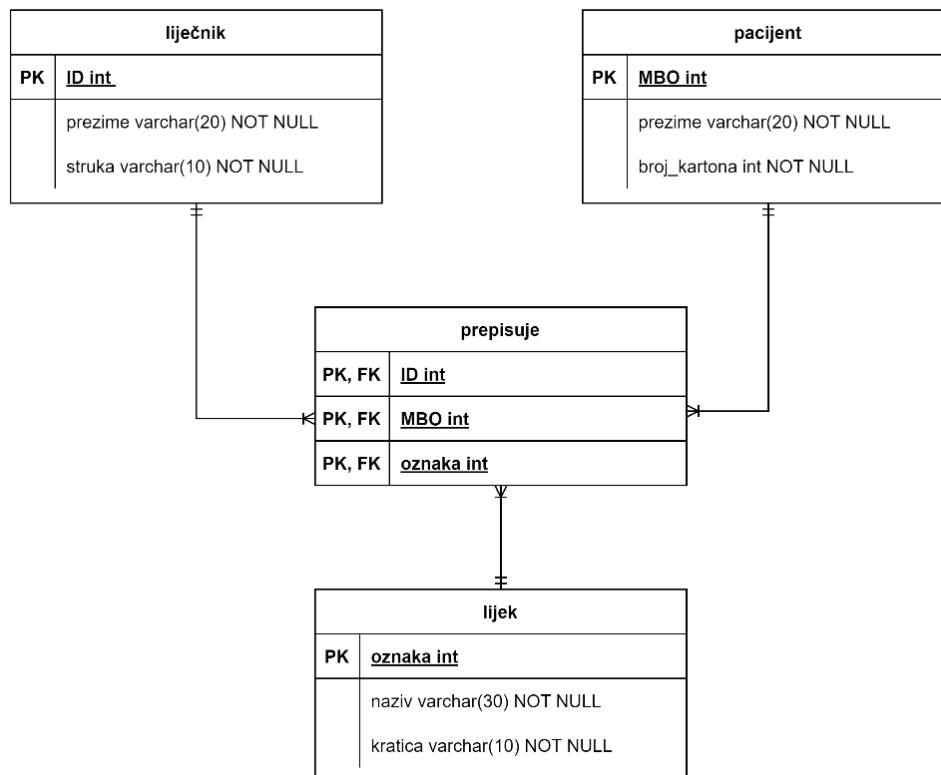 liječnik
PK ID int
prezime varchar(20) NOT NULL
struka varchar(10) NOT NULL
pacijent
PK MBO int
prezime varchar(20) NOT NULL
broj_kartona int NOT NULL
prepisuje
PK, FK ID int
PK, FK MBO int
PK, FK oznaka int
lijek
PK oznaka int
naziv varchar(30) NOT NULL
kratica varchar(10) NOT NULL